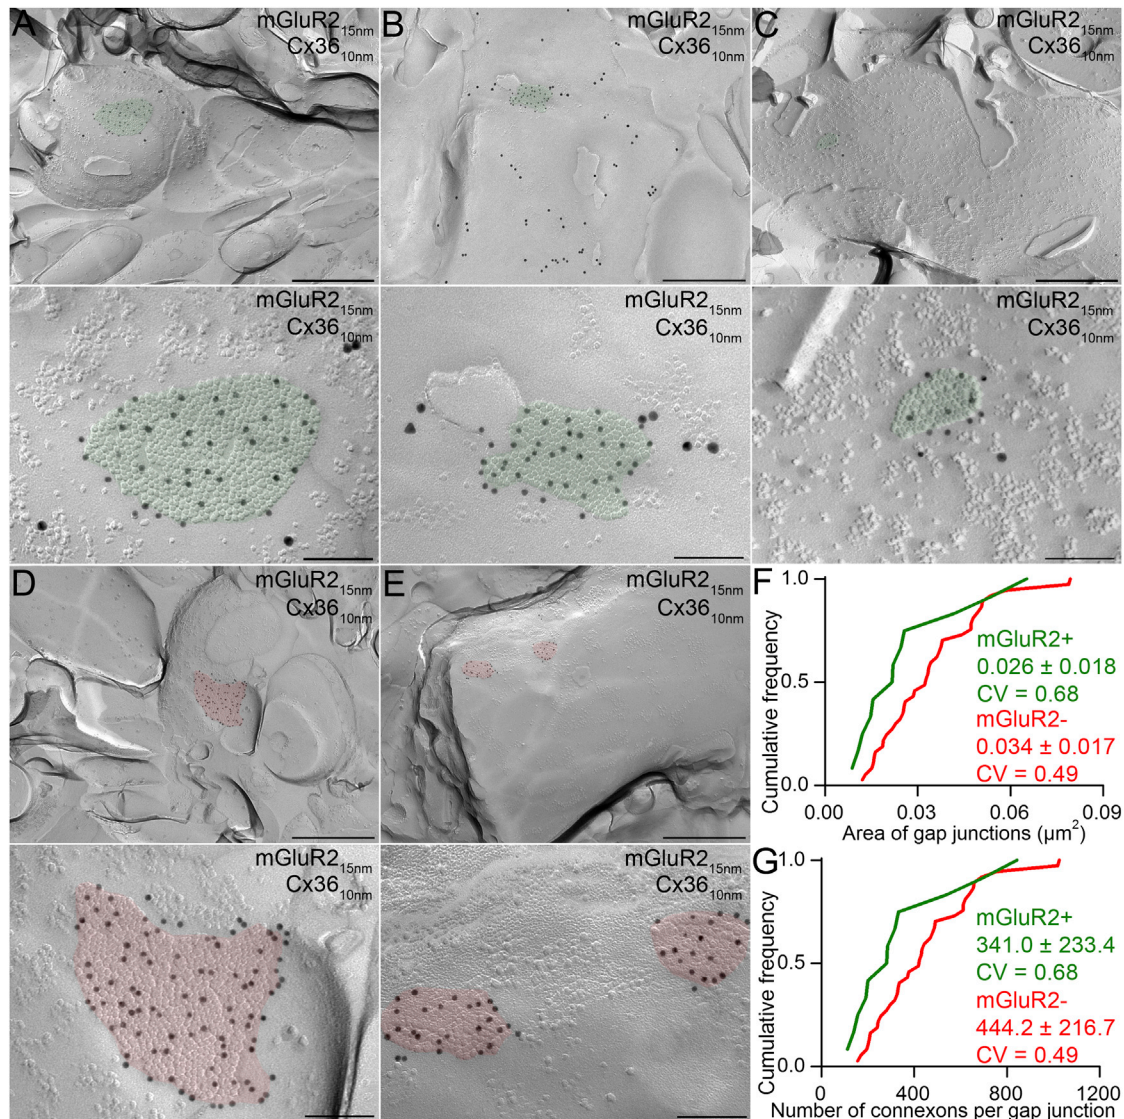 A
mGluR2 15nm
Cx36 10nm
B
mGluR2 15nm
Cx36 10nm
C
mGluR2 15nm
Cx36 10nm
mGluR2 15nm
Cx36 10nm
mGluR2 15nm
Cx36 10nm
mGluR2 15nm
Cx36 10nm
D
mGluR2 15nm
Cx36 10nm
E
mGluR2 15nm
Cx36 10nm
F
Cumulative frequency
1.0
0.5
0.0
mGluR2+
0.026 ± 0.018
CV = 0.68
mGluR2-
0.034 ± 0.017
CV = 0.49
0.00 0.03 0.06 0.09
Area of gap junctions (µm²)
mGluR2 15nm
Cx36 10nm
mGluR2 15nm
Cx36 10nm
G
Cumulative frequency
1.0
0.5
0.0
mGluR2+
341.0 ± 233.4
CV = 0.68
mGluR2-
444.2 ± 216.7
CV = 0.49
0 400 800 1200
Number of connexons per gap junction